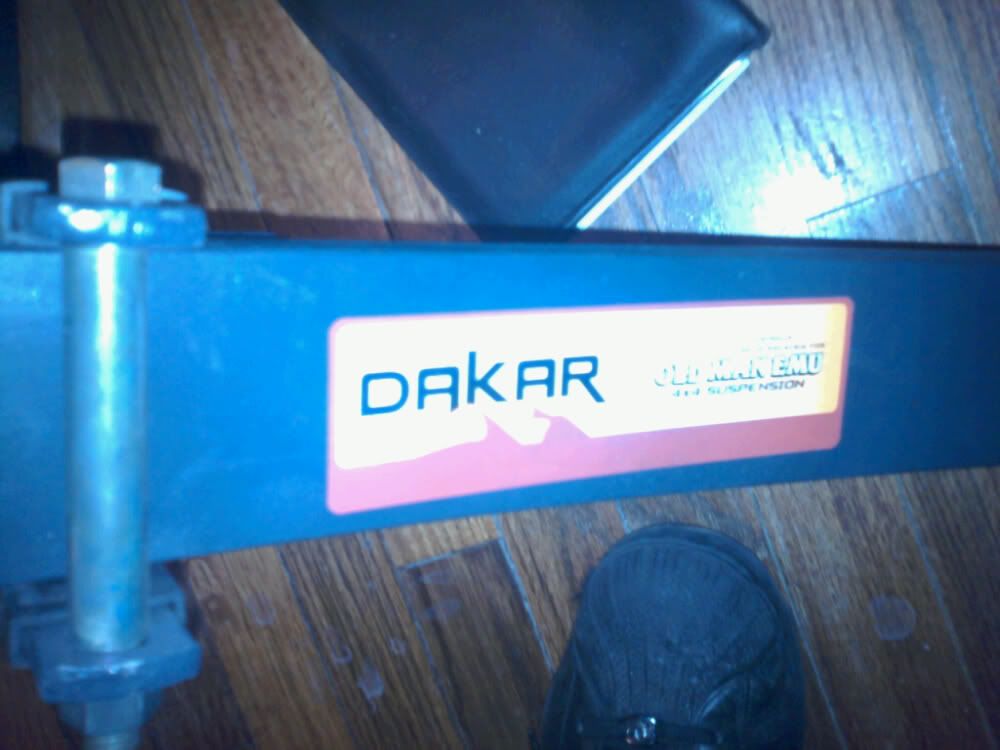 DAKAR
OLD MAN EMU
4x4 SUSPENSION